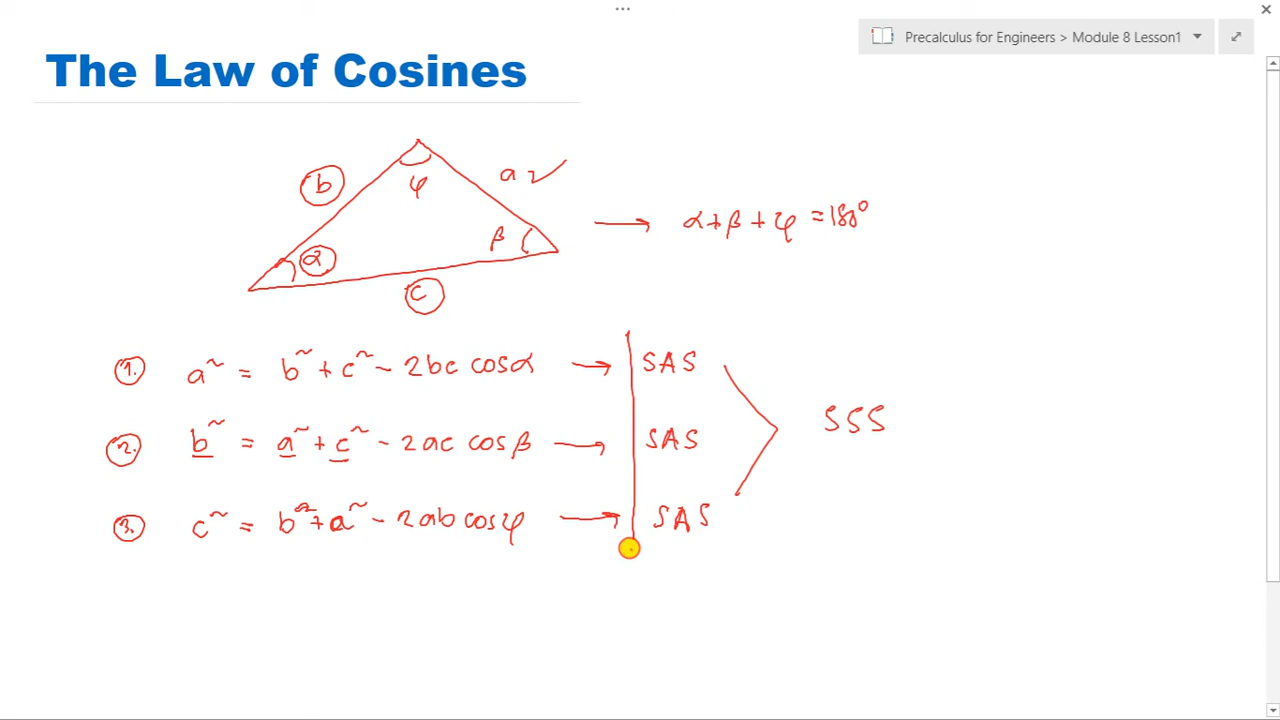 ...
Precalculus for Engineers > Module 8 Lesson1
The Law of Cosines
b
a ✓
φ
α
β
c
→ α+β+φ=180°
1. a² = b² + c² - 2bc cosα → SAS
2. b² = a² + c² - 2ac cosβ → SAS
SSS
3. c² = b² + a² - 2ab cosφ → SAS